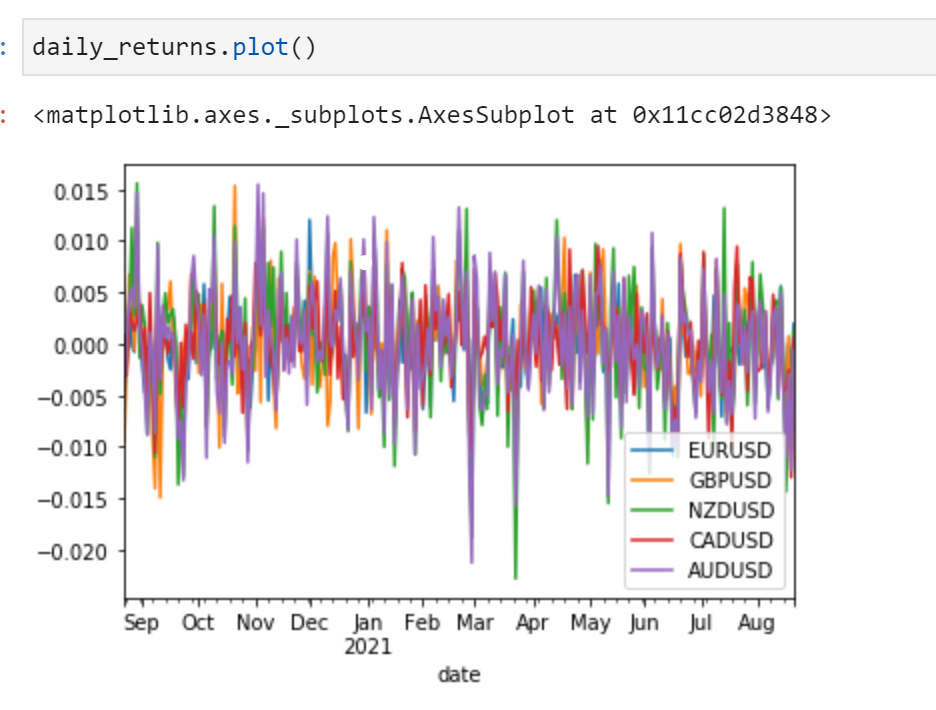 : daily_returns.plot()
: <matplotlib.axes._subplots.AxesSubplot at 0x11cc02d3848>
0.015
0.010
0.005
0.000
−0.005
−0.010
−0.015
−0.020
EURUSD
GBPUSD
NZDUSD
CADUSD
AUDUSD
Sep Oct Nov Dec Jan Feb Mar Apr May Jun Jul Aug
2021
date